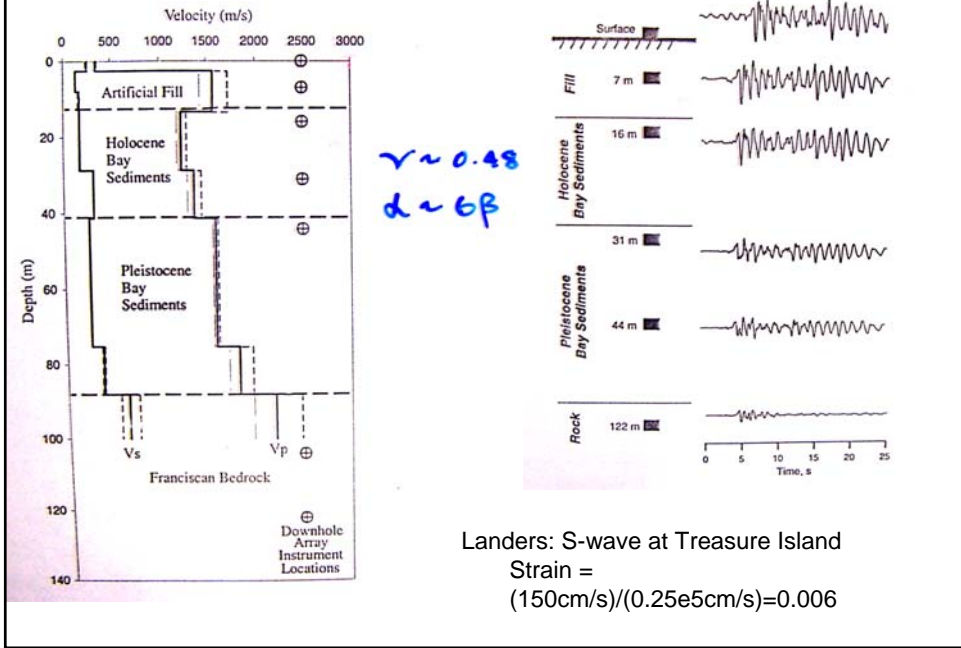 Velocity (m/s)
0 500 1000 1500 2000 2500 3000
0
20
40
60
80
100
120
140
Depth (m)
Artificial Fill
Holocene
Bay
Sediments
Pleistocene
Bay
Sediments
Vs
Vp
Franciscan Bedrock
Downhole
Array
Instrument
Locations
ν ~ 0.48
α ~ 6β
Surface
Fill
7 m
Holocene
Bay Sediments
16 m
31 m
Pleistocene
Bay Sediments
44 m
Rock
122 m
0 5 10 15 20 25
Time, s
Landers: S-wave at Treasure Island
Strain =
(150cm/s)/(0.25e5cm/s)=0.006